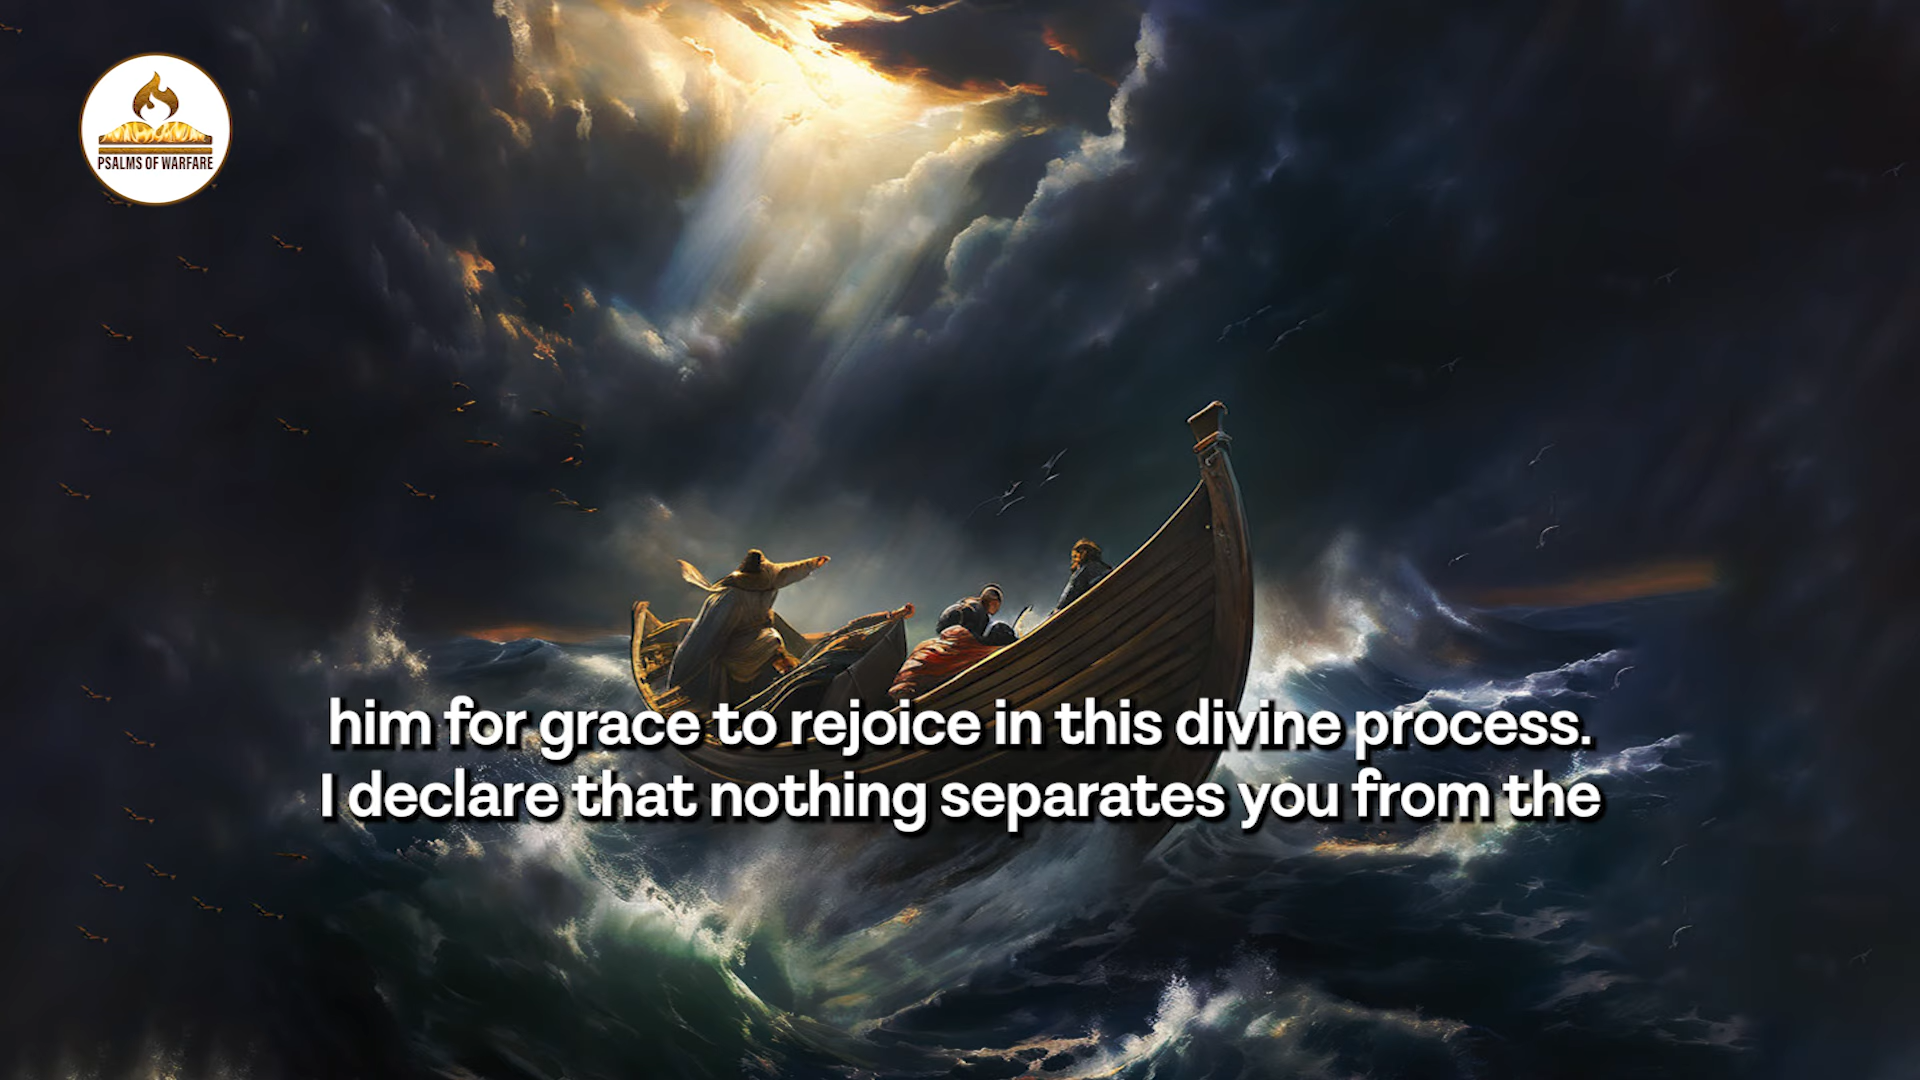 PSALMS OF WARFARE
him for grace to rejoice in this divine process.
I declare that nothing separates you from the